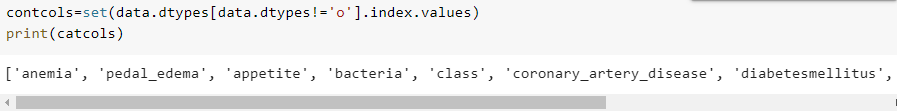 contcols=set(data.dtypes[data.dtypes!='o'].index.values)
print(catcols)
['anemia', 'pedal_edema', 'appetite', 'bacteria', 'class', 'coronary_artery_disease', 'diabetesmellitus',